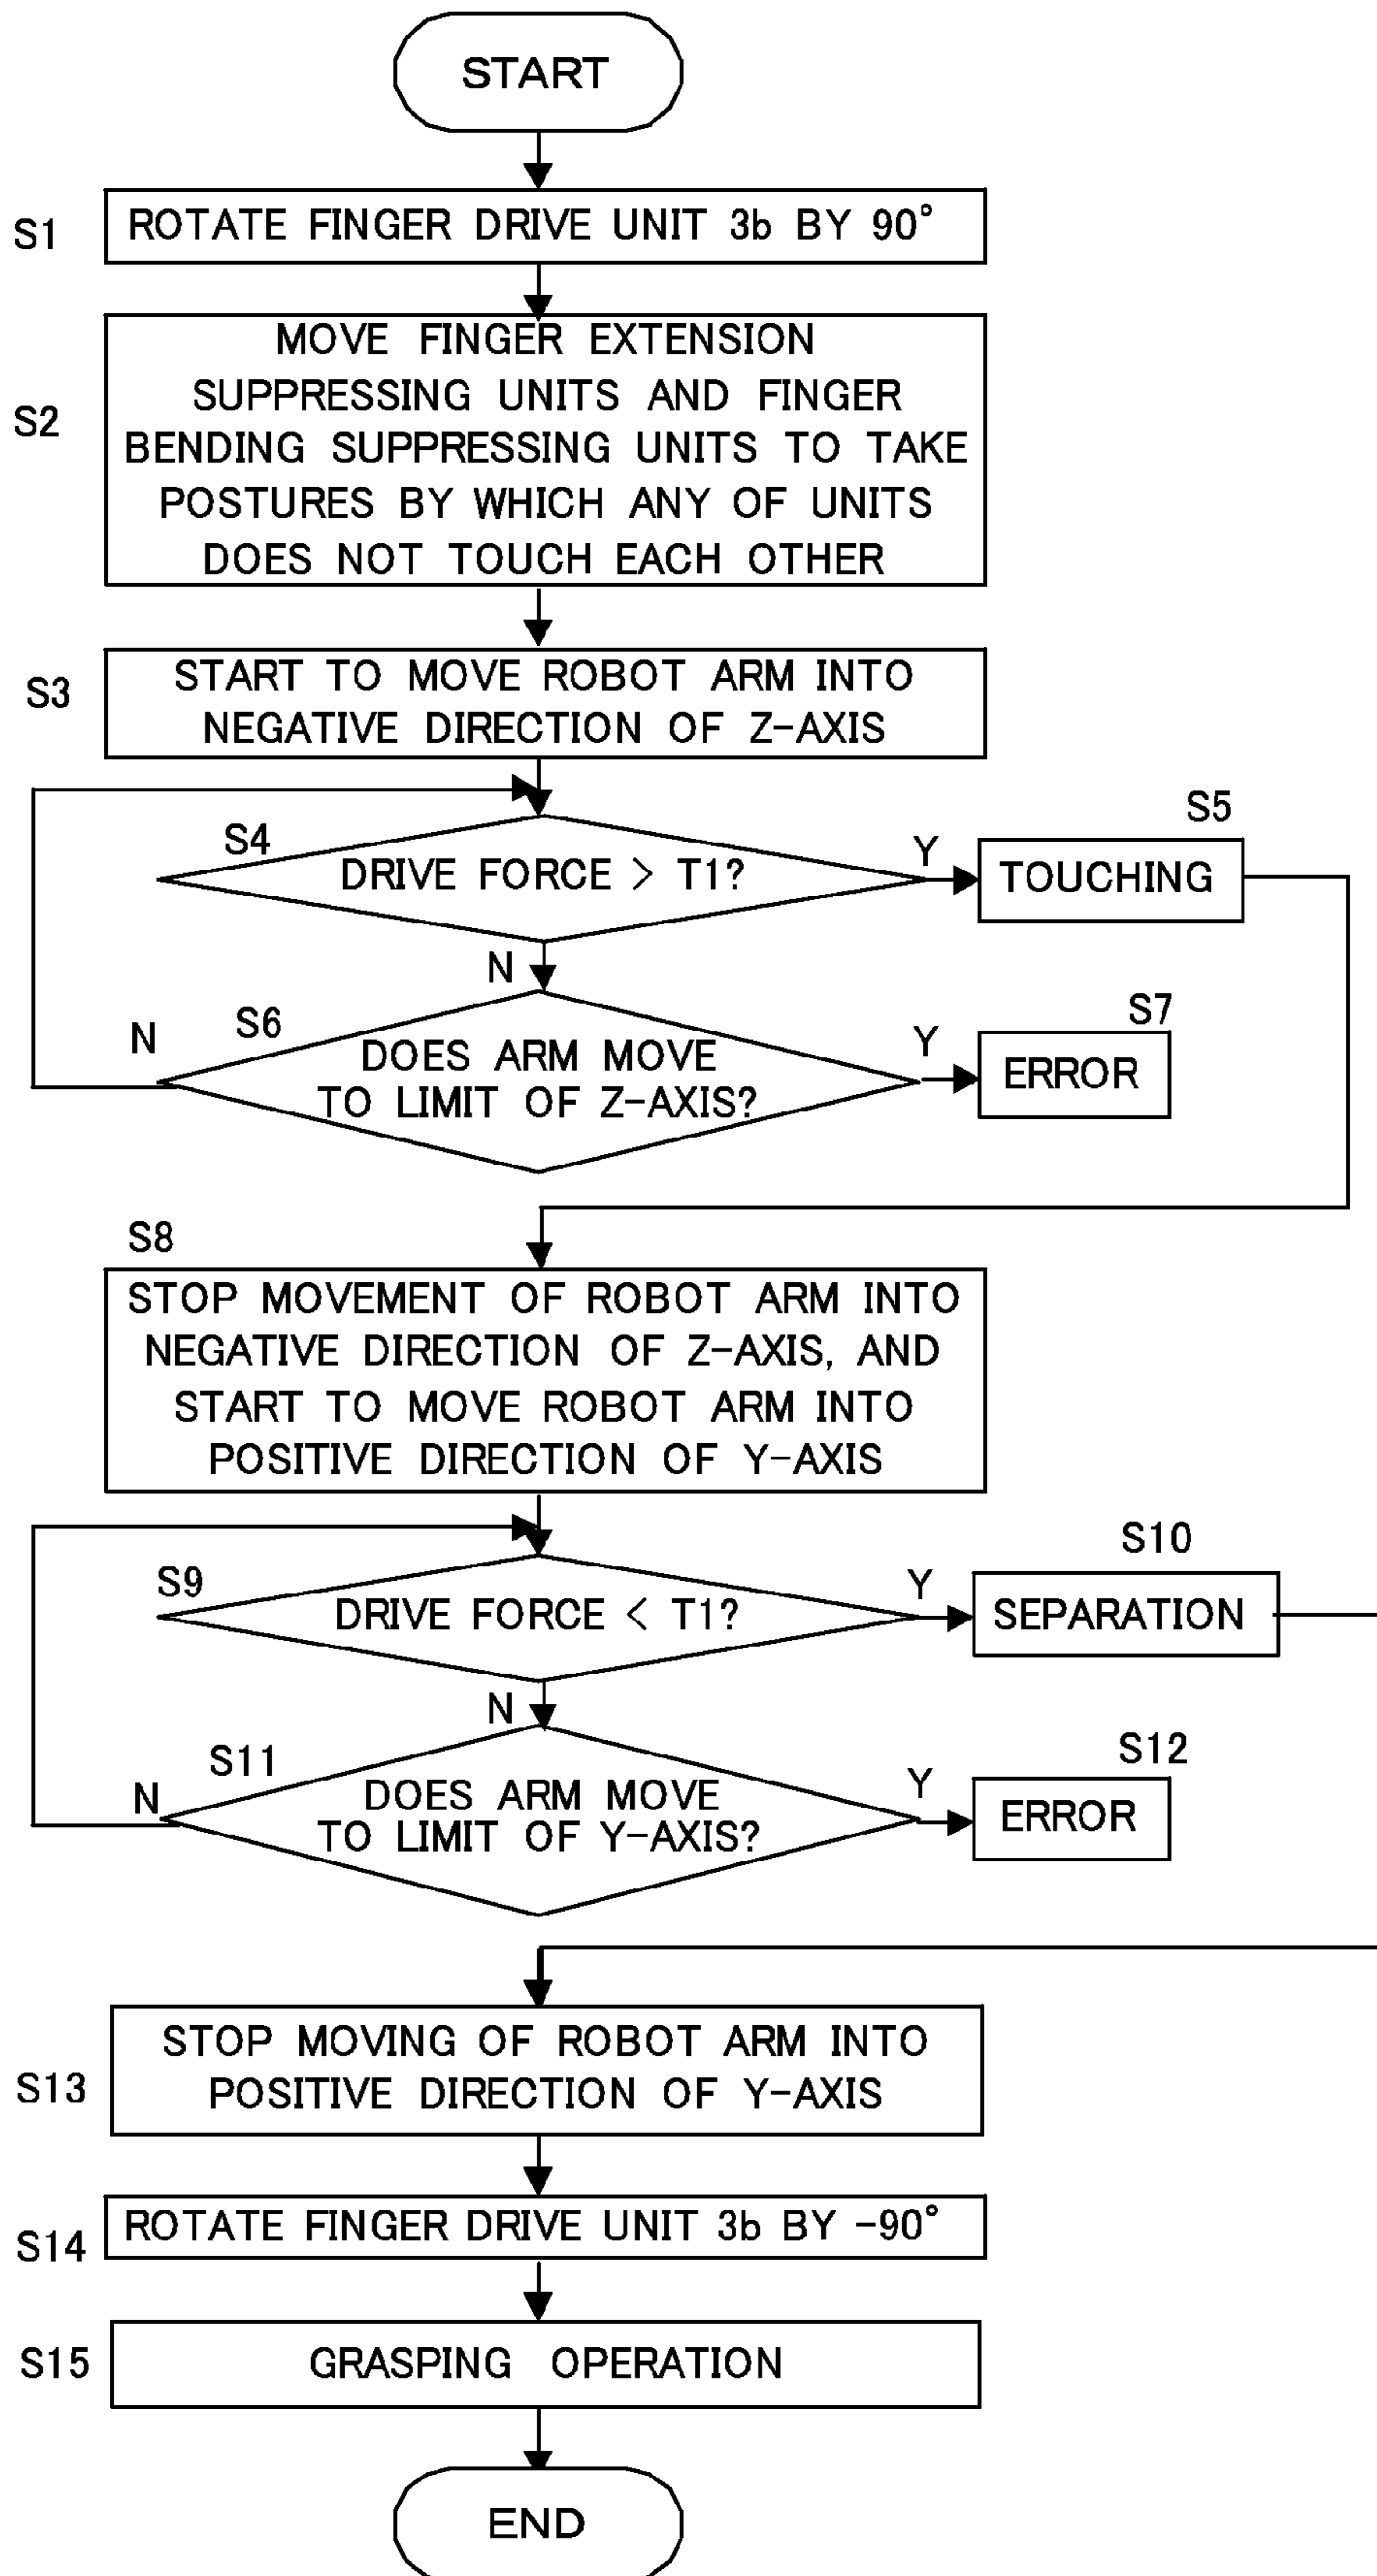 START
S1
ROTATE FINGER DRIVE UNIT 3b BY 90°
S2
MOVE FINGER EXTENSION
SUPPRESSING UNITS AND FINGER
BENDING SUPPRESSING UNITS TO TAKE
POSTURES BY WHICH ANY OF UNITS
DOES NOT TOUCH EACH OTHER
S3
START TO MOVE ROBOT ARM INTO
NEGATIVE DIRECTION OF Z-AXIS
S4
DRIVE FORCE > T1?
Y
S5
TOUCHING
N
S6
DOES ARM MOVE
TO LIMIT OF Z-AXIS?
N
Y
S7
ERROR
S8
STOP MOVEMENT OF ROBOT ARM INTO
NEGATIVE DIRECTION OF Z-AXIS, AND
START TO MOVE ROBOT ARM INTO
POSITIVE DIRECTION OF Y-AXIS
S9
DRIVE FORCE < T1?
Y
S10
SEPARATION
N
S11
DOES ARM MOVE
TO LIMIT OF Y-AXIS?
N
Y
S12
ERROR
S13
STOP MOVING OF ROBOT ARM INTO
POSITIVE DIRECTION OF Y-AXIS
S14
ROTATE FINGER DRIVE UNIT 3b BY -90°
S15
GRASPING OPERATION
END